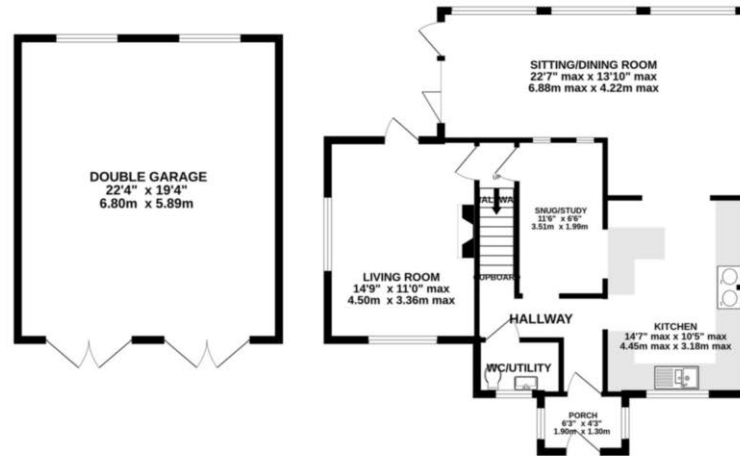 DOUBLE GARAGE
22'4" x 19'4"
6.80m x 5.89m
SITTING/DINING ROOM
22'7" max x 13'10" max
6.88m max x 4.22m max
UP
SNUG/STUDY
11'6" x 6'6"
3.51m x 1.99m
LIVING ROOM
14'9" x 11'0" max
4.50m x 3.36m max
CUPBOARD
HALLWAY
KITCHEN
14'7" max x 10'5" max
4.45m max x 3.18m max
WC/UTILITY
PORCH
6'3" x 4'3"
1.90m x 1.30m